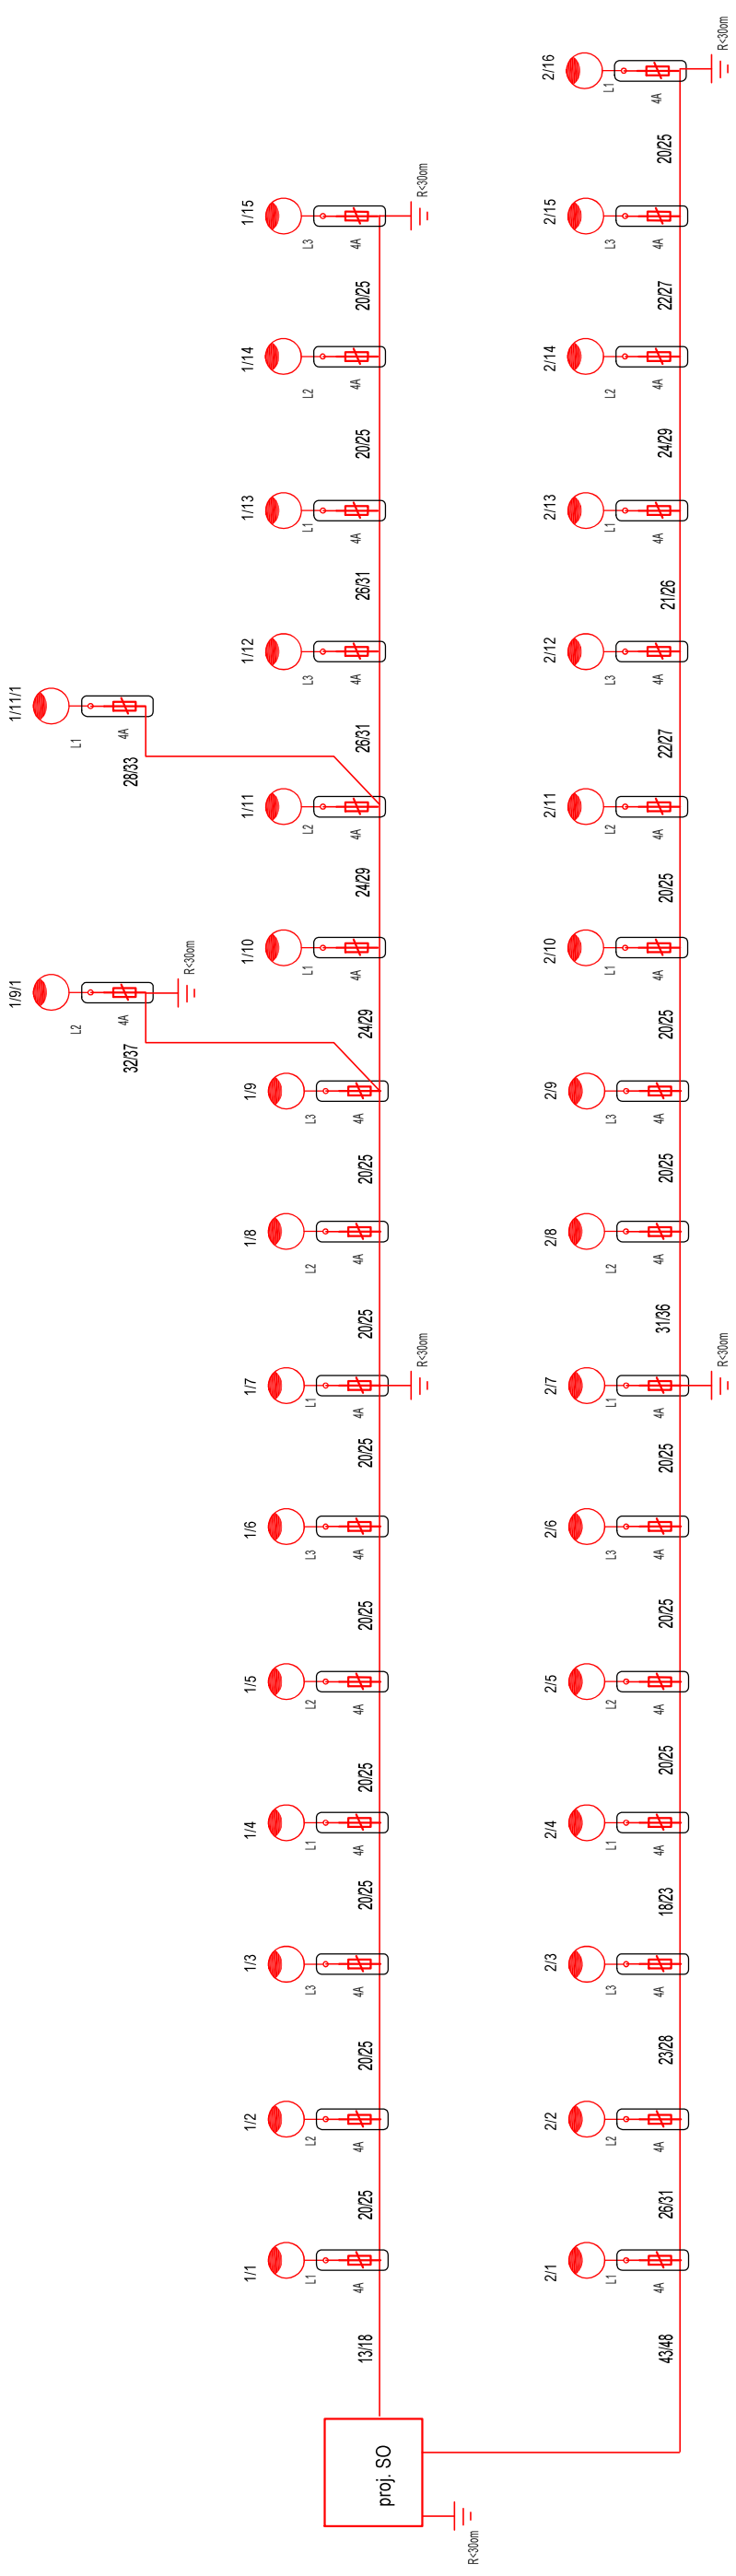 proj. SO
R<30om
13/18
1/1
L1
4A
20/25
1/2
L2
4A
20/25
1/3
L3
4A
20/25
1/4
L1
4A
20/25
1/5
L2
4A
20/25
1/6
L3
4A
20/25
1/7
L1
4A
R<30om
20/25
1/8
L2
4A
20/25
1/9
L3
4A
32/37
1/9/1
L2
4A
R<30om
24/29
1/10
L1
4A
24/29
1/11
L2
4A
28/33
1/11/1
L1
4A
26/31
1/12
L3
4A
26/31
1/13
L1
4A
20/25
1/14
L2
4A
20/25
1/15
L3
4A
R<30om
43/48
2/1
L1
4A
26/31
2/2
L2
4A
23/28
2/3
L3
4A
18/23
2/4
L1
4A
20/25
2/5
L2
4A
20/25
2/6
L3
4A
20/25
2/7
L1
4A
R<30om
31/36
2/8
L2
4A
20/25
2/9
L3
4A
20/25
2/10
L1
4A
20/25
2/11
L2
4A
22/27
2/12
L3
4A
21/26
2/13
L1
4A
24/29
2/14
L2
4A
22/27
2/15
L3
4A
20/25
2/16
L1
4A
R<30om